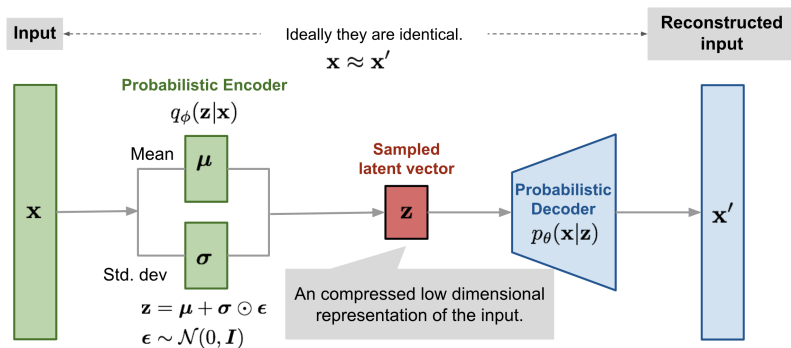 Input
Ideally they are identical.
x ≈ x′
Reconstructed
input
Probabilistic Encoder
qϕ(z|x)
Mean
μ
Std. dev
σ
z = μ + σ ⊙ ϵ
ϵ ∼ 𝒩(0, I)
x
Sampled
latent vector
z
An compressed low dimensional
representation of the input.
Probabilistic
Decoder
pθ(x|z)
x′